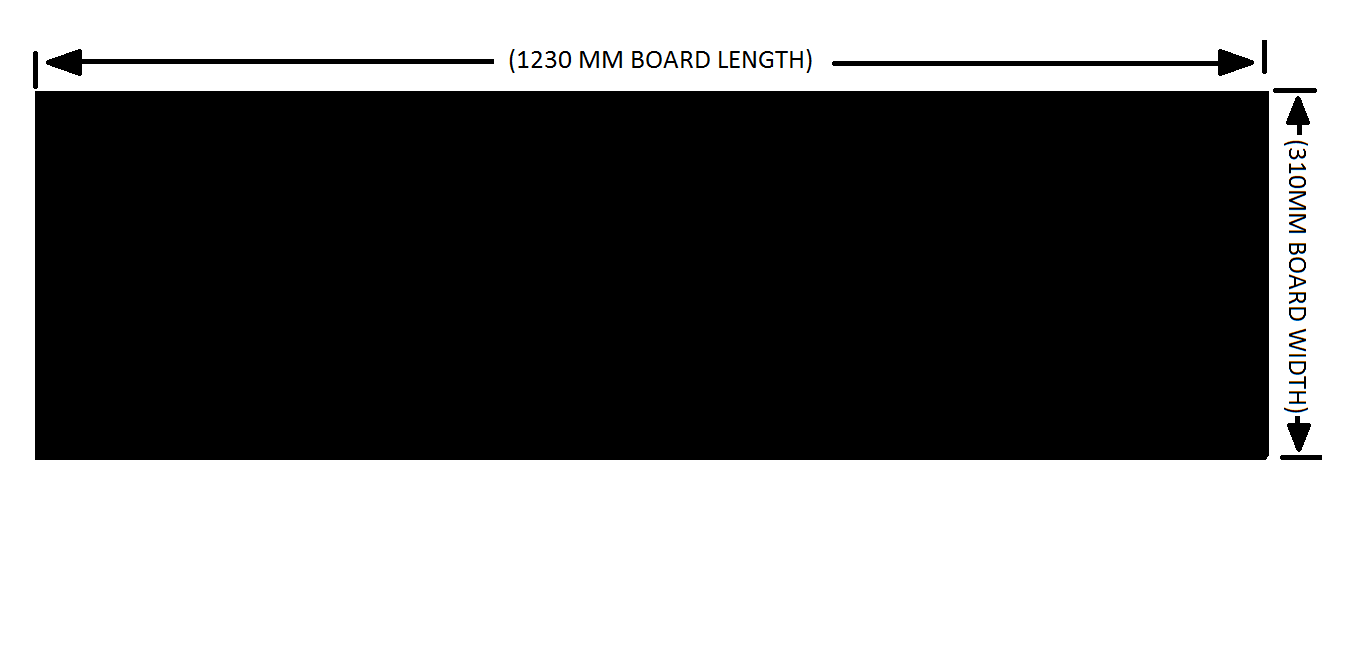 (1230 MM BOARD LENGTH)
(310MM BOARD WIDTH)